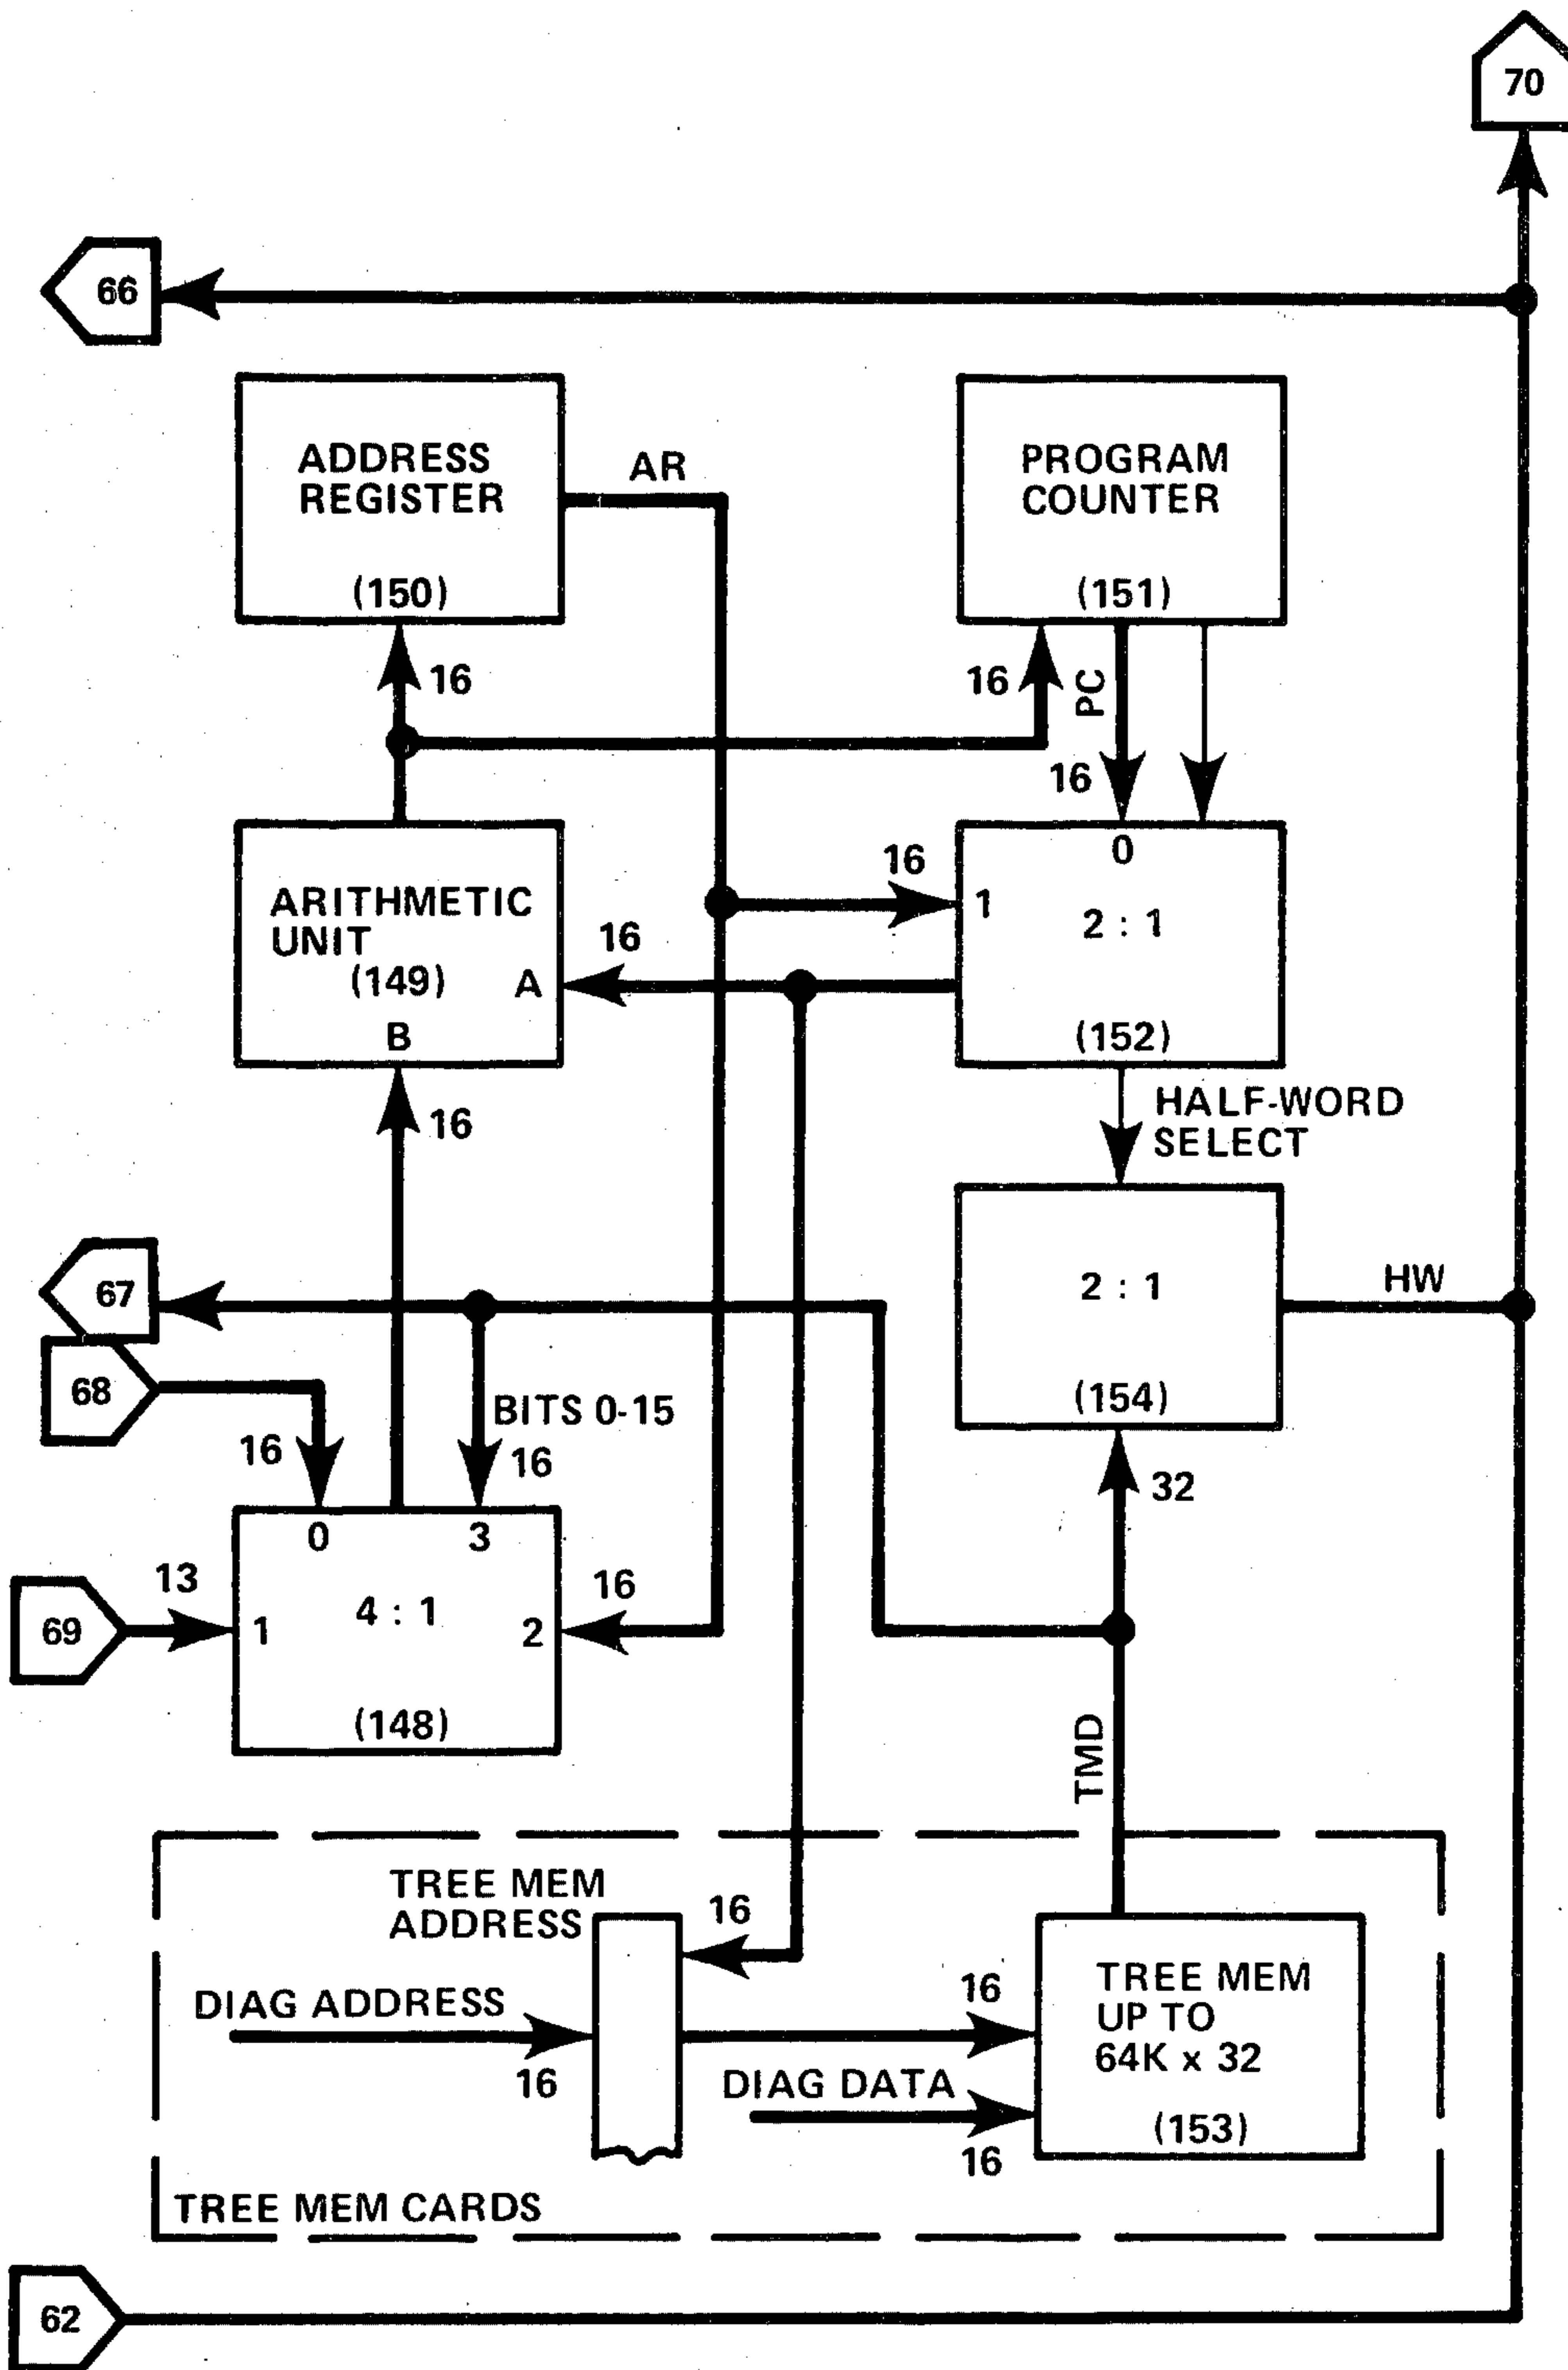 70
66
ADDRESS
REGISTER
(150)
AR
PROGRAM
COUNTER
(151)
16
16
PC
16
ARITHMETIC
UNIT
(149)
A
B
16
16
0
1
2 : 1
(152)
16
HALF-WORD
SELECT
67
68
16
BITS 0-15
16
2 : 1
(154)
HW
32
0
3
13
69
1
4 : 1
2
16
(148)
TMD
TREE MEM
ADDRESS
16
DIAG ADDRESS
16
16
DIAG DATA
16
TREE MEM
UP TO
64K x 32
(153)
TREE MEM CARDS
62